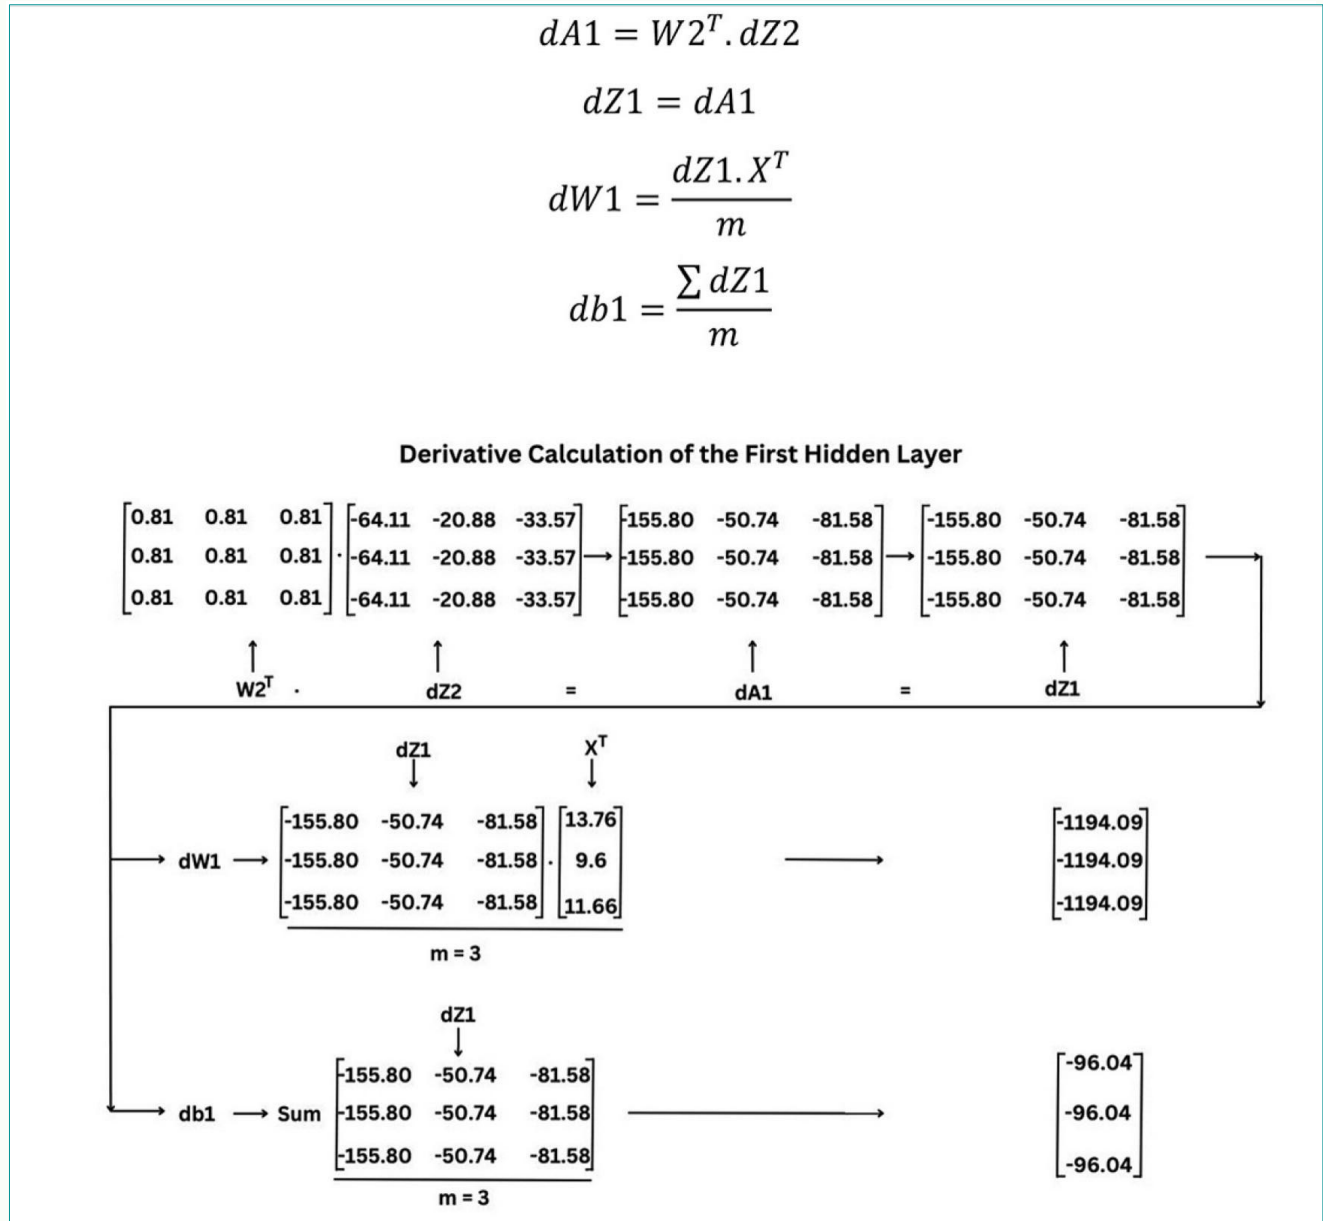 dA1 = W2^T . dZ2
dZ1 = dA1
dW1 = dZ1 . X^T / m
db1 = ∑ dZ1 / m
Derivative Calculation of the First Hidden Layer
[0.81 0.81 0.81] [-64.11 -20.88 -33.57] [-155.80 -50.74 -81.58] [-155.80 -50.74 -81.58]
[0.81 0.81 0.81] . [-64.11 -20.88 -33.57] → [-155.80 -50.74 -81.58] → [-155.80 -50.74 -81.58] →
[0.81 0.81 0.81] [-64.11 -20.88 -33.57] [-155.80 -50.74 -81.58] [-155.80 -50.74 -81.58]
↑ ↑ ↑ ↑
W2^T . dZ2 = dA1 = dZ1
dZ1 X^T
↓ ↓
[-155.80 -50.74 -81.58] [13.76] [-1194.09]
→ dW1 → [-155.80 -50.74 -81.58] . [9.6] → [-1194.09]
[-155.80 -50.74 -81.58] [11.66] [-1194.09]
m = 3
dZ1
↓
[-155.80 -50.74 -81.58] [-96.04]
→ db1 → Sum [-155.80 -50.74 -81.58] → [-96.04]
[-155.80 -50.74 -81.58] [-96.04]
m = 3